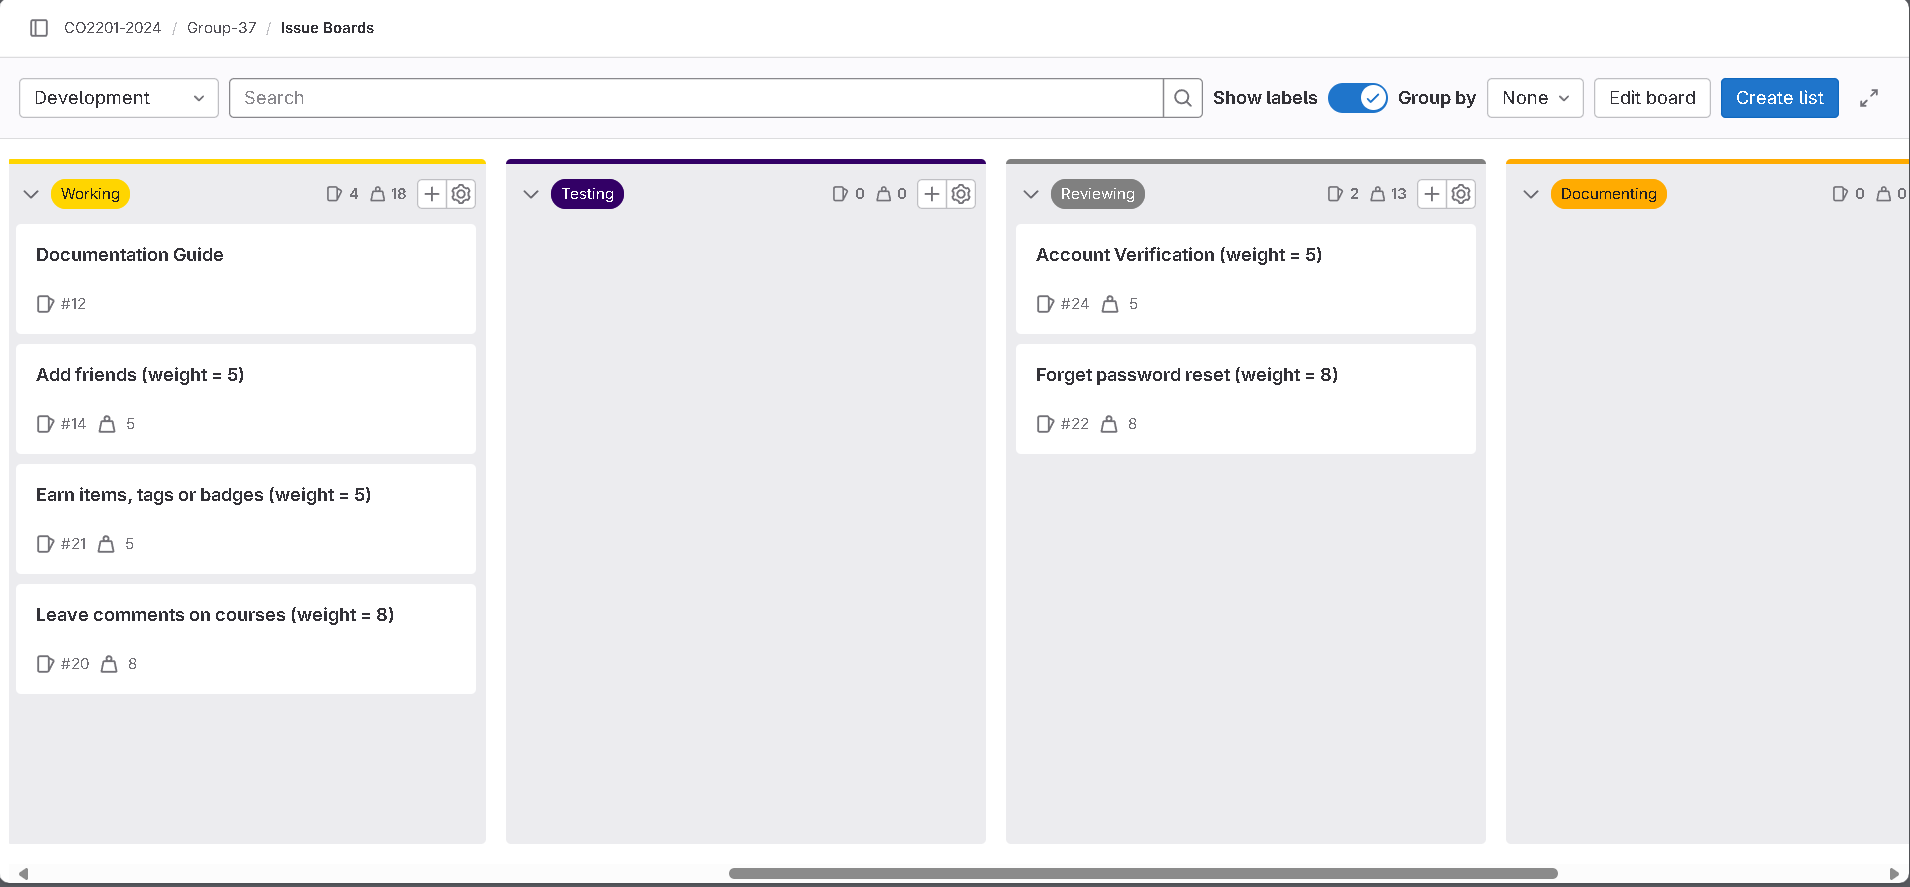 CO2201-2024 / Group-37 / Issue Boards
Development
Search
Show labels
Group by
None
Edit board
Create list
Working 4 18
Documentation Guide
#12
Add friends (weight = 5)
#14 5
Earn items, tags or badges (weight = 5)
#21 5
Leave comments on courses (weight = 8)
#20 8
Testing 0 0
Reviewing 2 13
Account Verification (weight = 5)
#24 5
Forget password reset (weight = 8)
#22 8
Documenting 0 0